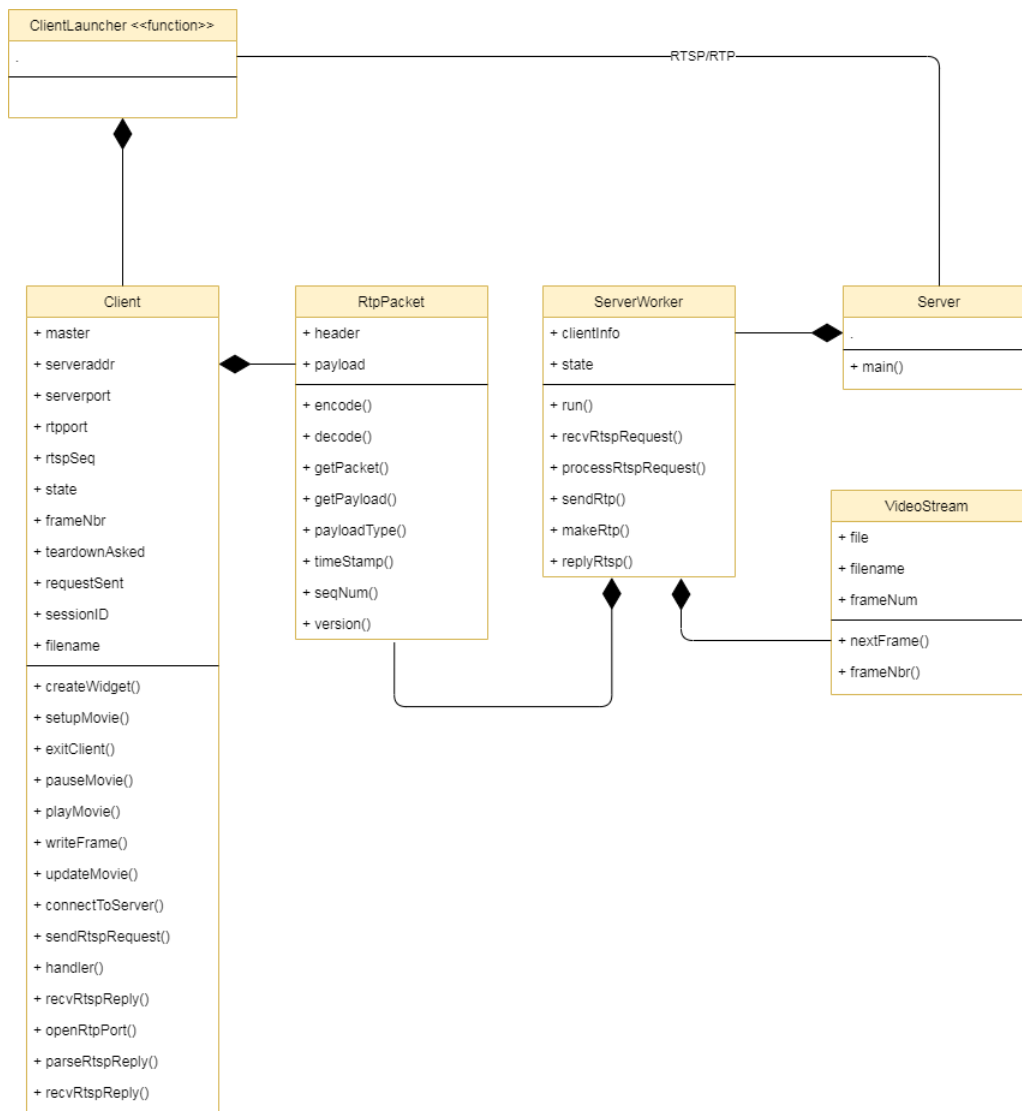 ClientLauncher <<function>>
.
RTSP/RTP
Client
+ master
+ serveraddr
+ serverport
+ rtpport
+ rtspSeq
+ state
+ frameNbr
+ teardownAsked
+ requestSent
+ sessionID
+ filename
+ createWidget()
+ setupMovie()
+ exitClient()
+ pauseMovie()
+ playMovie()
+ writeFrame()
+ updateMovie()
+ connectToServer()
+ sendRtspRequest()
+ handler()
+ recvRtspReply()
+ openRtpPort()
+ parseRtspReply()
+ recvRtspReply()
RtpPacket
+ header
+ payload
+ encode()
+ decode()
+ getPacket()
+ getPayload()
+ payloadType()
+ timeStamp()
+ seqNum()
+ version()
ServerWorker
+ clientInfo
+ state
+ run()
+ recvRtspRequest()
+ processRtspRequest()
+ sendRtp()
+ makeRtp()
+ replyRtsp()
Server
.
+ main()
VideoStream
+ file
+ filename
+ frameNum
+ nextFrame()
+ frameNbr()